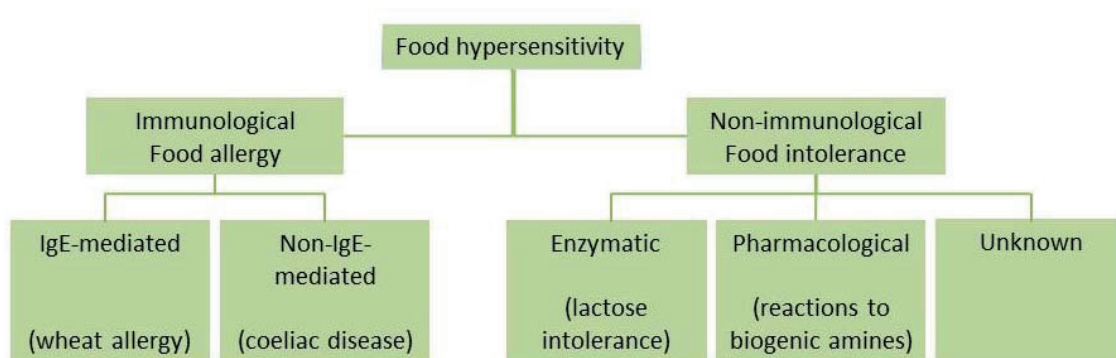 Food hypersensitivity
Immunological
Food allergy
Non-immunological
Food intolerance
IgE-mediated
(wheat allergy)
Non-IgE-
mediated
(coeliac disease)
Enzymatic
(lactose
intolerance)
Pharmacological
(reactions to
biogenic amines)
Unknown